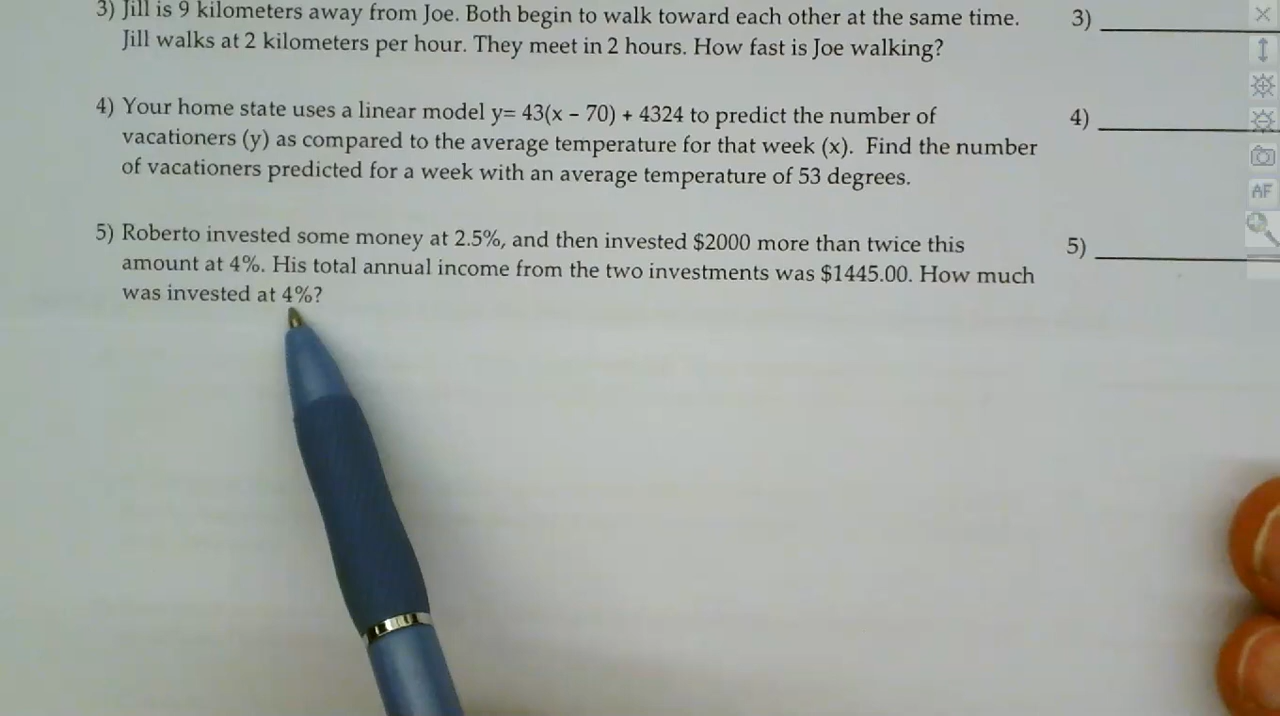 3) Jill is 9 kilometers away from Joe. Both begin to walk toward each other at the same time.
Jill walks at 2 kilometers per hour. They meet in 2 hours. How fast is Joe walking?
3)
4) Your home state uses a linear model y= 43(x – 70) + 4324 to predict the number of
vacationers (y) as compared to the average temperature for that week (x). Find the number
of vacationers predicted for a week with an average temperature of 53 degrees.
4)
5) Roberto invested some money at 2.5%, and then invested $2000 more than twice this
amount at 4%. His total annual income from the two investments was $1445.00. How much
was invested at 4%?
5)
AF